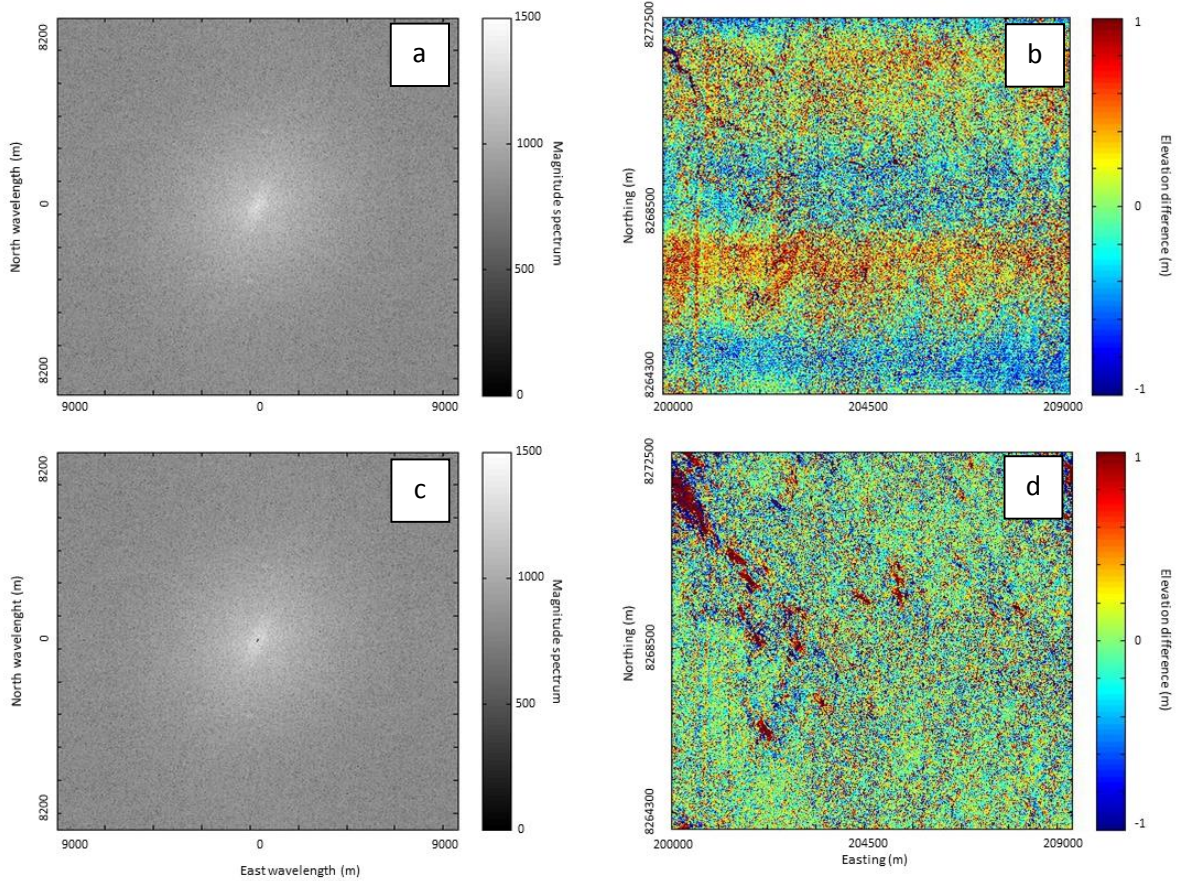 a
8200
0
8200
North wavelength (m)
9000
0
9000
1500
1000
500
0
Magnitude spectrum
b
8272500
8268500
8264300
Northing (m)
200000
204500
209000
1
0
-1
Elevation difference (m)
c
8200
0
8200
North wavelenght (m)
9000
0
9000
East wavelength (m)
1500
1000
500
0
Magnitude spectrum
d
8272500
8268500
8264300
Northing (m)
200000
204500
209000
Easting (m)
1
0
-1
Elevation difference (m)